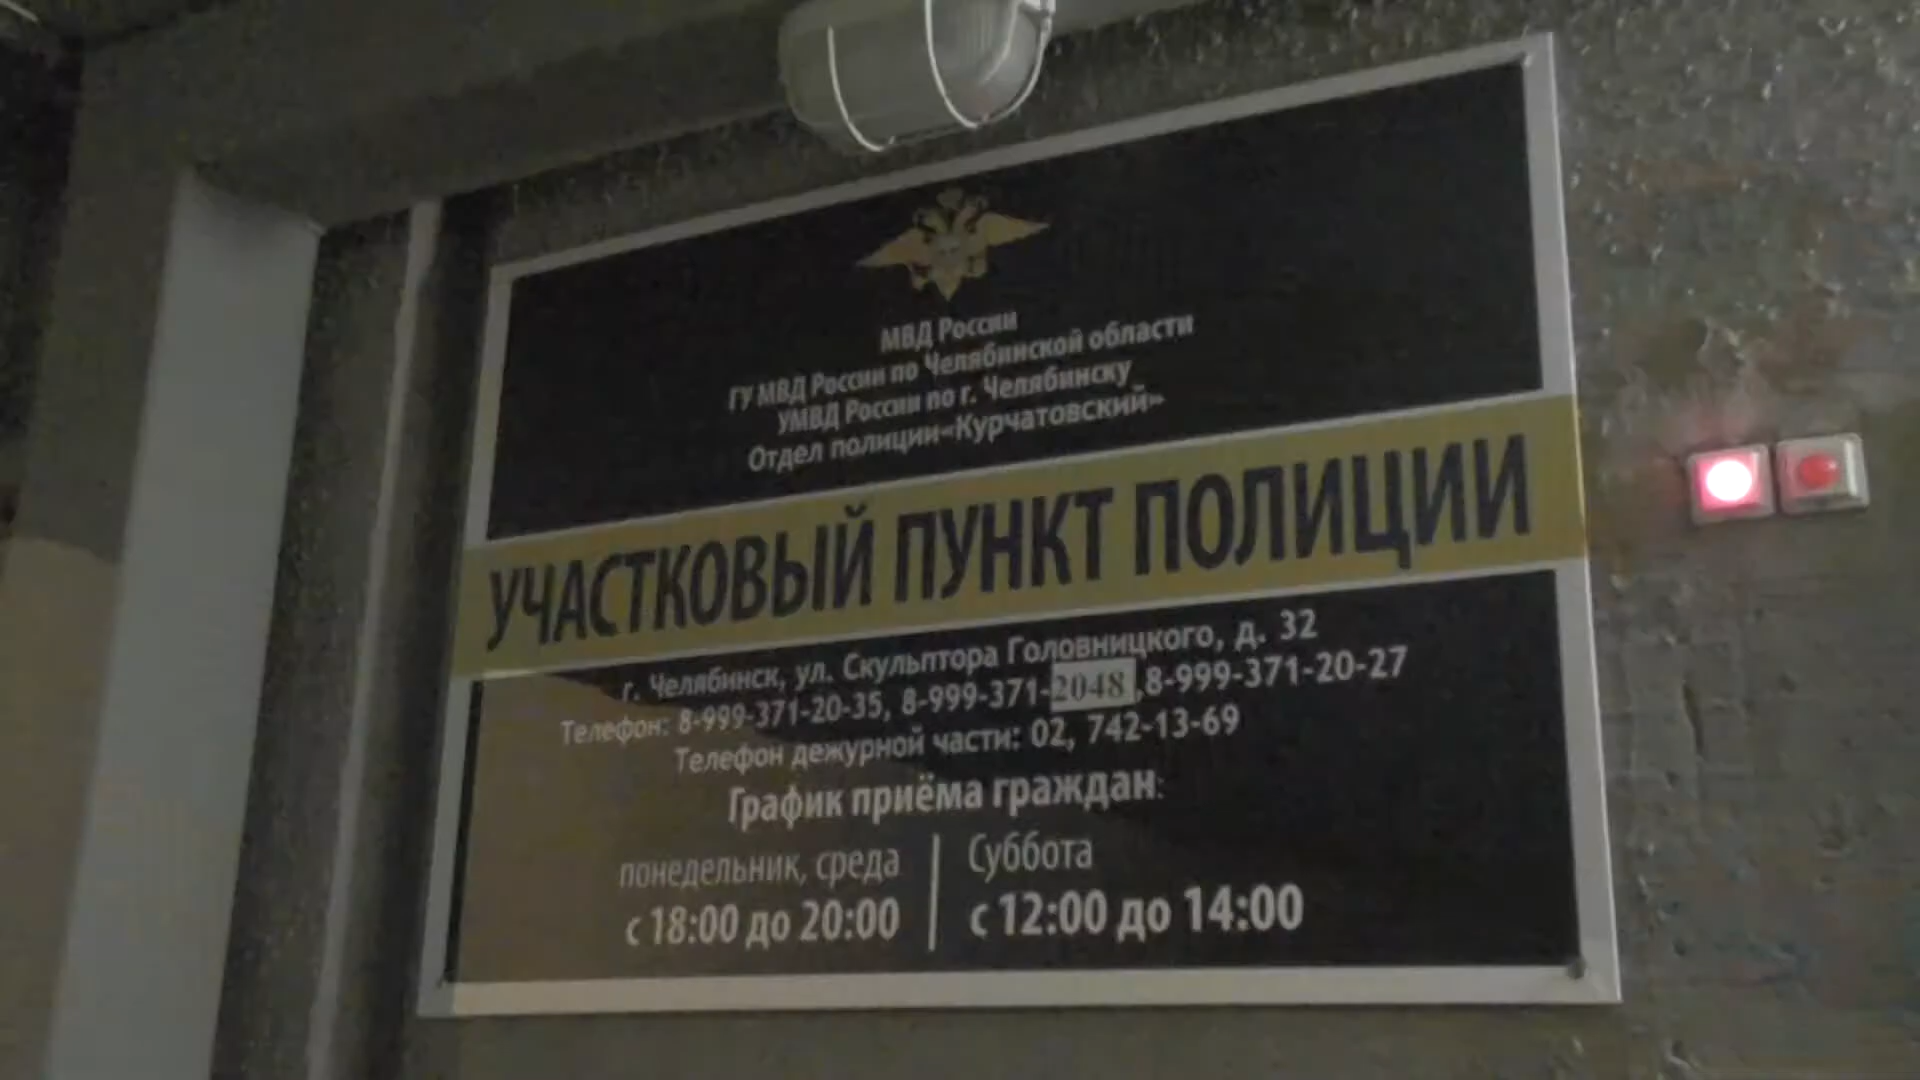 МВД России
ГУ МВД России по Челябинской области
УМВД России по г. Челябинску
Отдел полиции«Курчатовский»
УЧАСТКОВЫЙ ПУНКТ ПОЛИЦИИ
г. Челябинск, ул. Скульптора Головницкого, д. 32
Телефон: 8-999-371-20-35, 8-999-371-2048,8-999-371-20-27
Телефон дежурной части: 02, 742-13-69
График приёма граждан:
понедельник, среда
с 18:00 до 20:00
Суббота
с 12:00 до 14:00